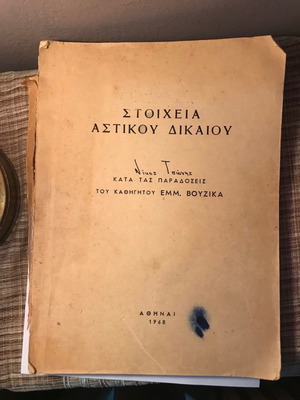 ΣΤΟΙΧΕΙΑ
ΑΣΤΙΚΟΥ ΔΙΚΑΙΟΥ
ΚΑΤΑ ΤΑΣ ΠΑΡΑΔΟΣΕΙΣ
ΤΟΥ ΚΑΘΗΓΗΤΟΥ ΕΜΜ. ΒΟΥΖΙΚΑ
ΑΘΗΝΑΙ
1968